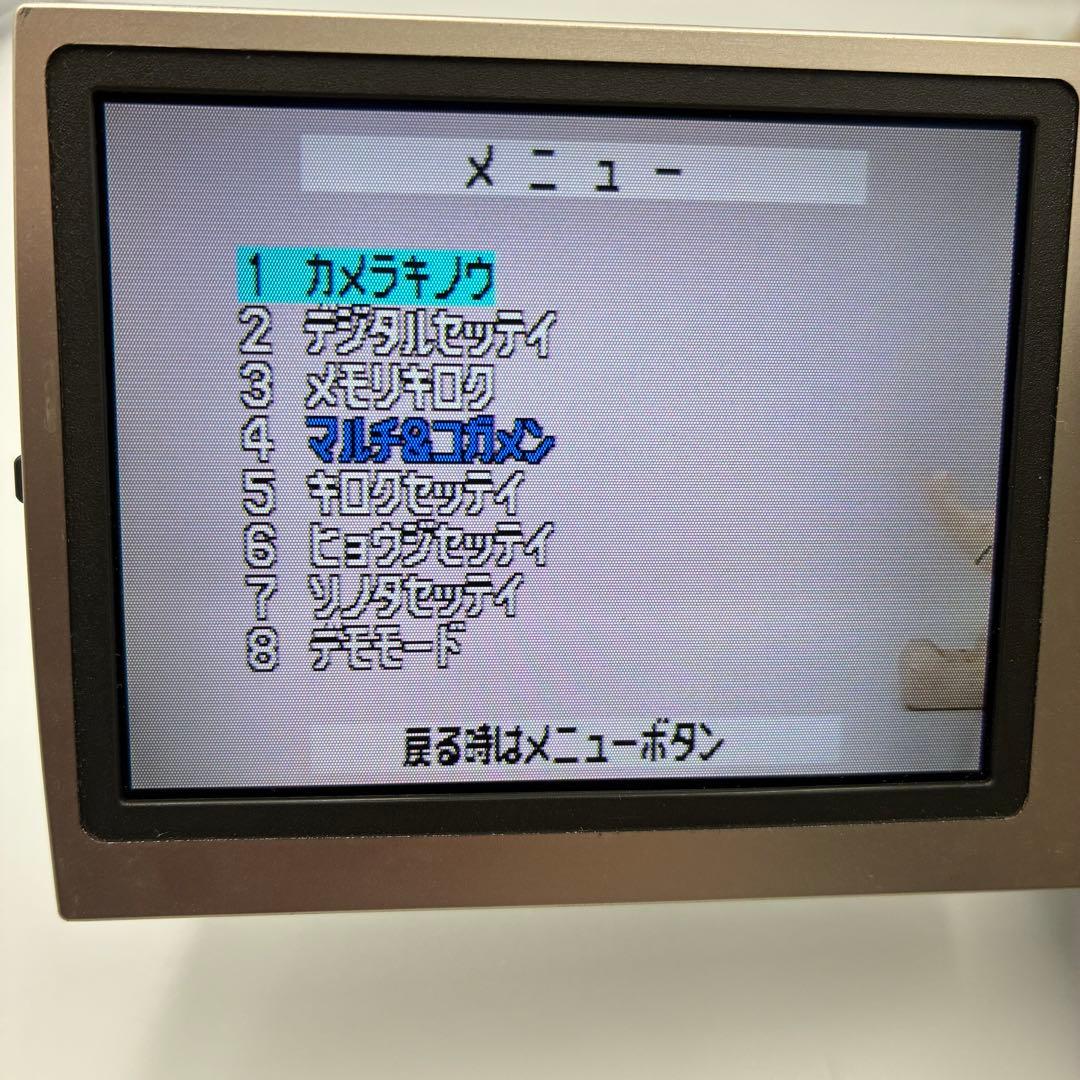 メニュー
1 カメラキノウ
2 デジタルセッテイ
3 メモリキロク
4 マルチ&コガメン
5 キロクセッテイ
6 ヒョウジセッテイ
7 ソノタセッテイ
8 デモモード
戻る時はメニューボタン